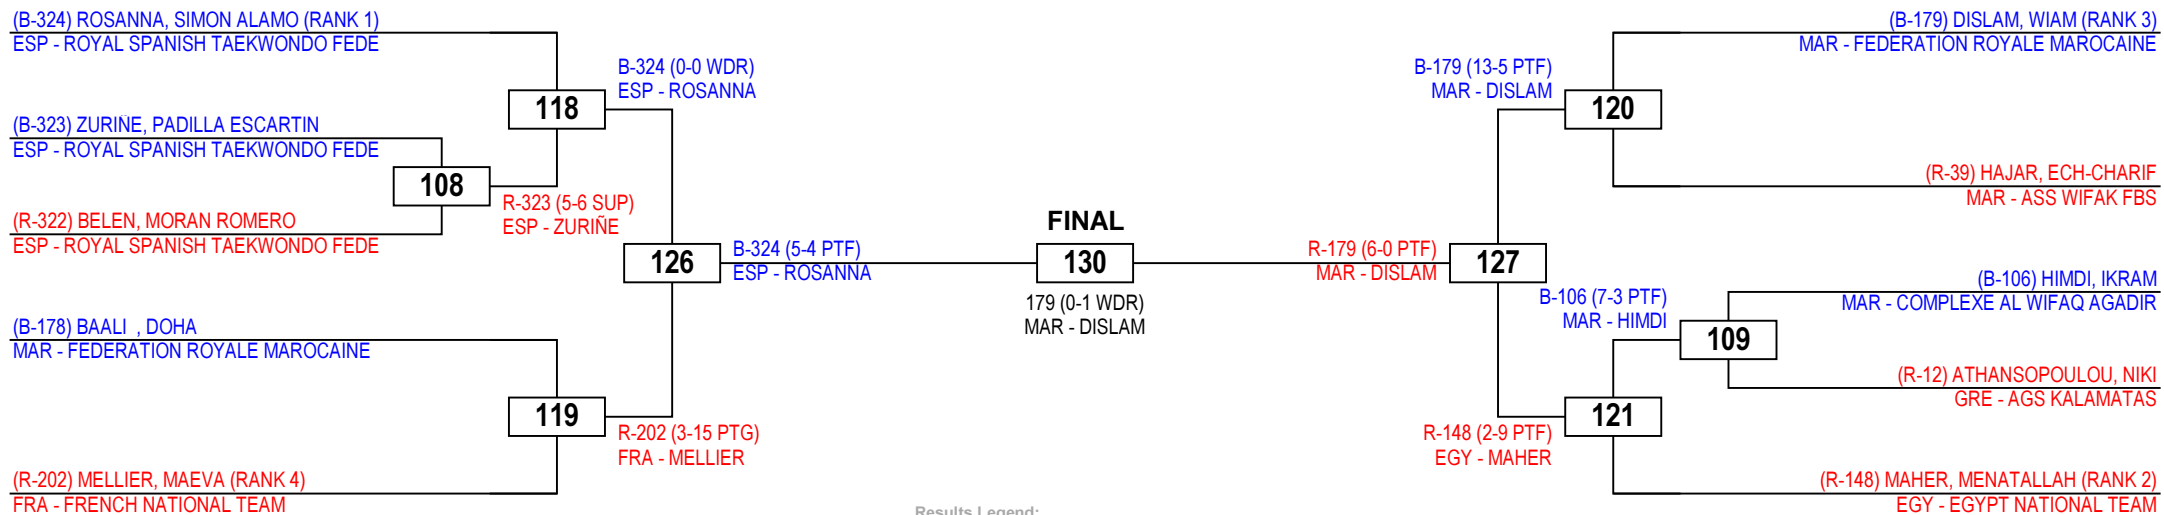 (B-324) ROSANNA, SIMON ALAMO (RANK 1)
ESP - ROYAL SPANISH TAEKWONDO FEDE
(B-323) ZURIÑE, PADILLA ESCARTIN
ESP - ROYAL SPANISH TAEKWONDO FEDE
(R-322) BELEN, MORAN ROMERO
ESP - ROYAL SPANISH TAEKWONDO FEDE
(B-178) BAALI , DOHA
MAR - FEDERATION ROYALE MAROCAINE
(R-202) MELLIER, MAEVA (RANK 4)
FRA - FRENCH NATIONAL TEAM
108
R-323 (5-6 SUP)
ESP - ZURIÑE
118
B-324 (0-0 WDR)
ESP - ROSANNA
119
R-202 (3-15 PTG)
FRA - MELLIER
126
B-324 (5-4 PTF)
ESP - ROSANNA
FINAL
130
179 (0-1 WDR)
MAR - DISLAM
R-179 (6-0 PTF)
MAR - DISLAM
127
B-179 (13-5 PTF)
MAR - DISLAM
120
R-148 (2-9 PTF)
EGY - MAHER
121
B-106 (7-3 PTF)
MAR - HIMDI
109
(B-179) DISLAM, WIAM (RANK 3)
MAR - FEDERATION ROYALE MAROCAINE
(R-39) HAJAR, ECH-CHARIF
MAR - ASS WIFAK FBS
(B-106) HIMDI, IKRAM
MAR - COMPLEXE AL WIFAQ AGADIR
(R-12) ATHANSOPOULOU, NIKI
GRE - AGS KALAMATAS
(R-148) MAHER, MENATALLAH (RANK 2)
EGY - EGYPT NATIONAL TEAM
Results Legend: